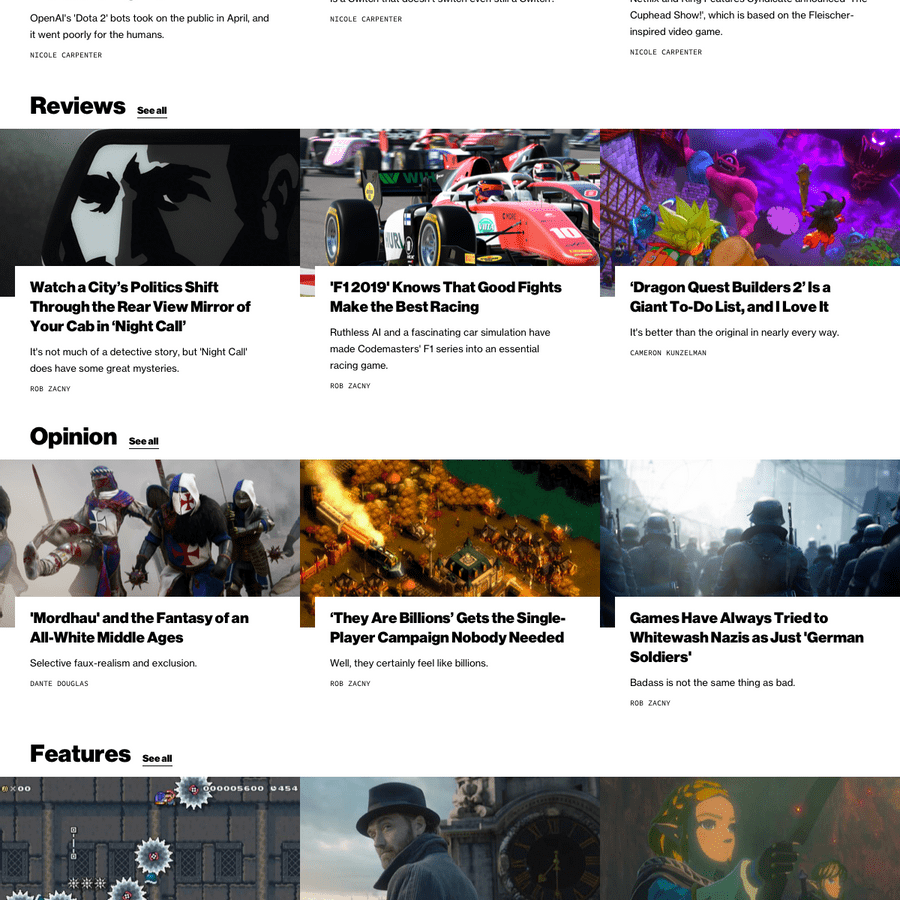 OpenAI's 'Dota 2' bots took on the public in April, and
it went poorly for the humans.
NICOLE CARPENTER
is a Switch that doesn't switch even still a Switch?
NICOLE CARPENTER
Netflix and King Features Syndicate announced 'The
Cuphead Show!', which is based on the Fleischer-
inspired video game.
NICOLE CARPENTER
Reviews
See all
10
Watch a City's Politics Shift
Through the Rear View Mirror of
Your Cab in ‘Night Call’
It's not much of a detective story, but 'Night Call'
does have some great mysteries.
ROB ZACNY
'F1 2019' Knows That Good Fights
Make the Best Racing
Ruthless AI and a fascinating car simulation have
made Codemasters' F1 series into an essential
racing game.
ROB ZACNY
‘Dragon Quest Builders 2’ Is a
Giant To-Do List, and I Love It
It's better than the original in nearly every way.
CAMERON KUNZELMAN
Opinion
See all
'Mordhau' and the Fantasy of an
All-White Middle Ages
Selective faux-realism and exclusion.
DANTE DOUGLAS
‘They Are Billions’ Gets the Single-
Player Campaign Nobody Needed
Well, they certainly feel like billions.
ROB ZACNY
Games Have Always Tried to
Whitewash Nazis as Just 'German
Soldiers'
Badass is not the same thing as bad.
ROB ZACNY
Features
See all
000005600 454